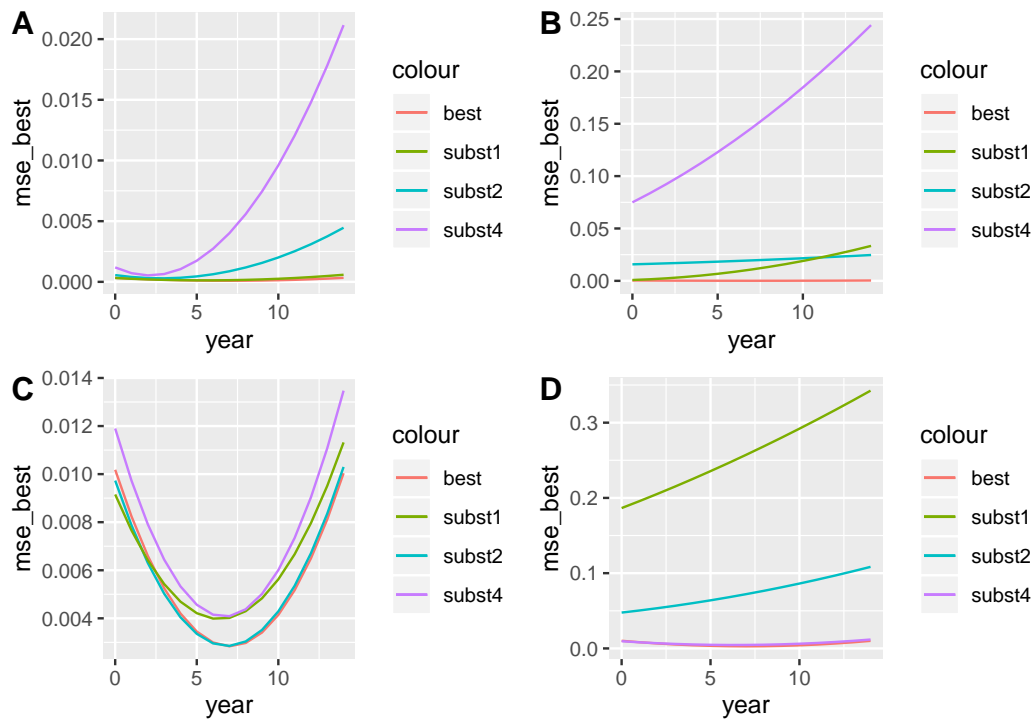 A
mse_best
0.020
0.015
0.010
0.005
0.000
0 5 10
year
colour
best
subst1
subst2
subst4
B
mse_best
0.25
0.20
0.15
0.10
0.05
0.00
0 5 10
year
colour
best
subst1
subst2
subst4
C
mse_best
0.014
0.012
0.010
0.008
0.006
0.004
0 5 10
year
colour
best
subst1
subst2
subst4
D
mse_best
0.3
0.2
0.1
0.0
0 5 10
year
colour
best
subst1
subst2
subst4